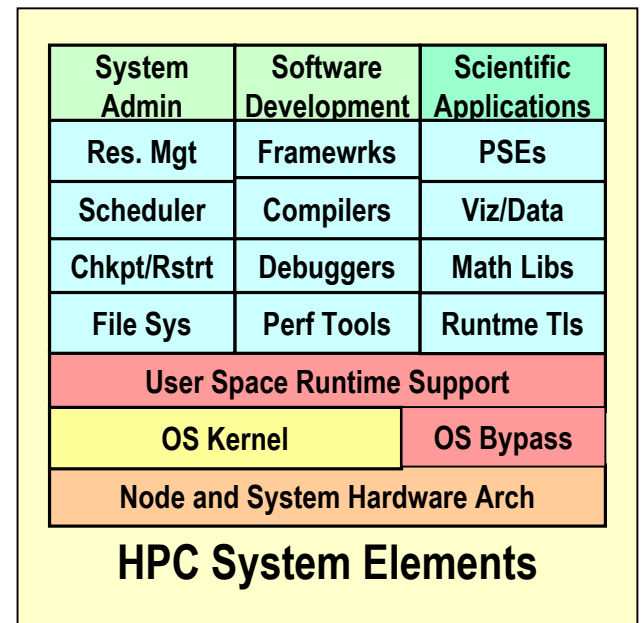 System Software Scientific
Admin Development Applications
Res. Mgt Framewrks PSEs
Scheduler Compilers Viz/Data
Chkpt/Rstrt Debuggers Math Libs
File Sys Perf Tools Runtme Tls
User Space Runtime Support
OS Kernel OS Bypass
Node and System Hardware Arch
HPC System Elements